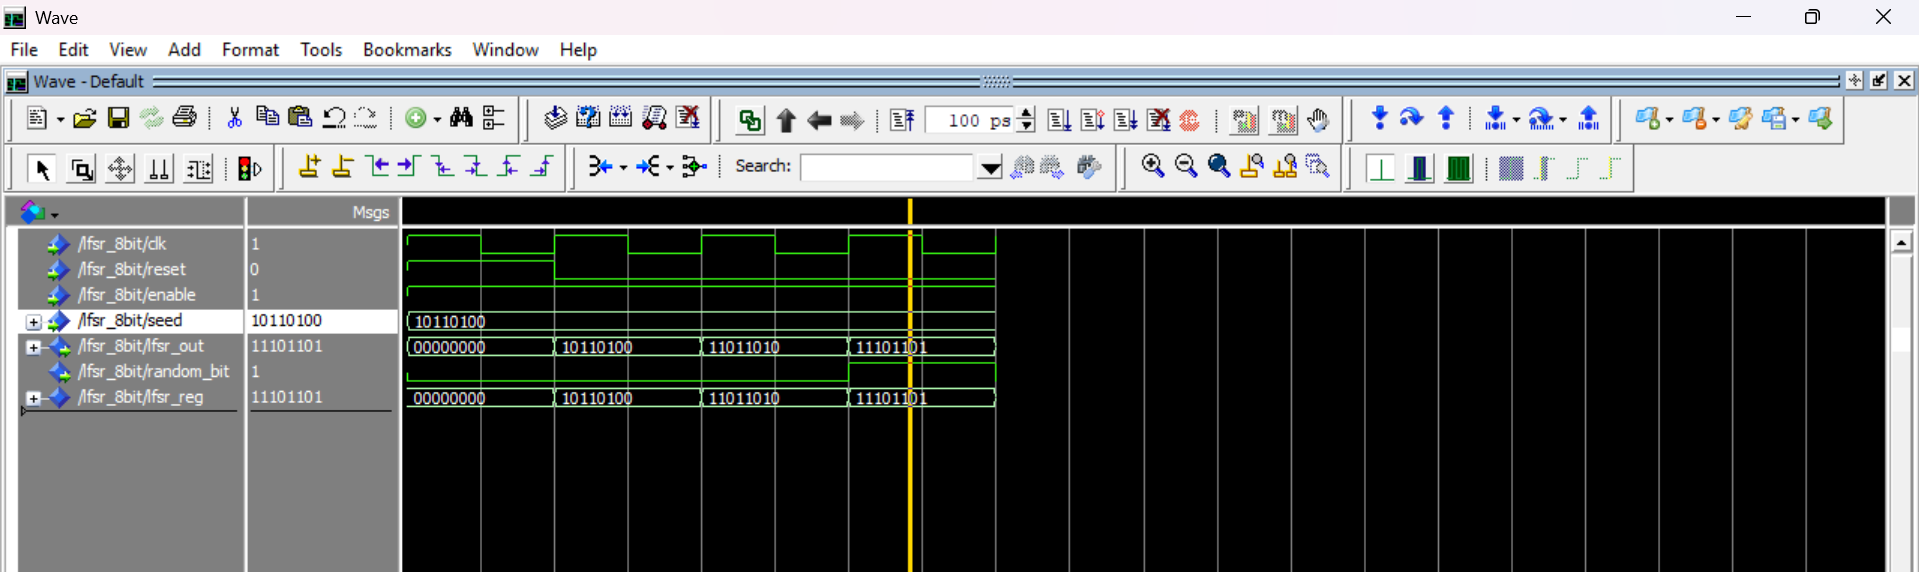 Wave
File Edit View Add Format Tools Bookmarks Window Help
Wave - Default
100 ps
Search:
Msgs
/lfsr_8bit/clk 1
/lfsr_8bit/reset 0
/lfsr_8bit/enable 1
/lfsr_8bit/seed 10110100 10110100
/lfsr_8bit/lfsr_out 11101101 00000000 10110100 11011010 11101101
/lfsr_8bit/random_bit 1
/lfsr_8bit/lfsr_reg 11101101 00000000 10110100 11011010 11101101